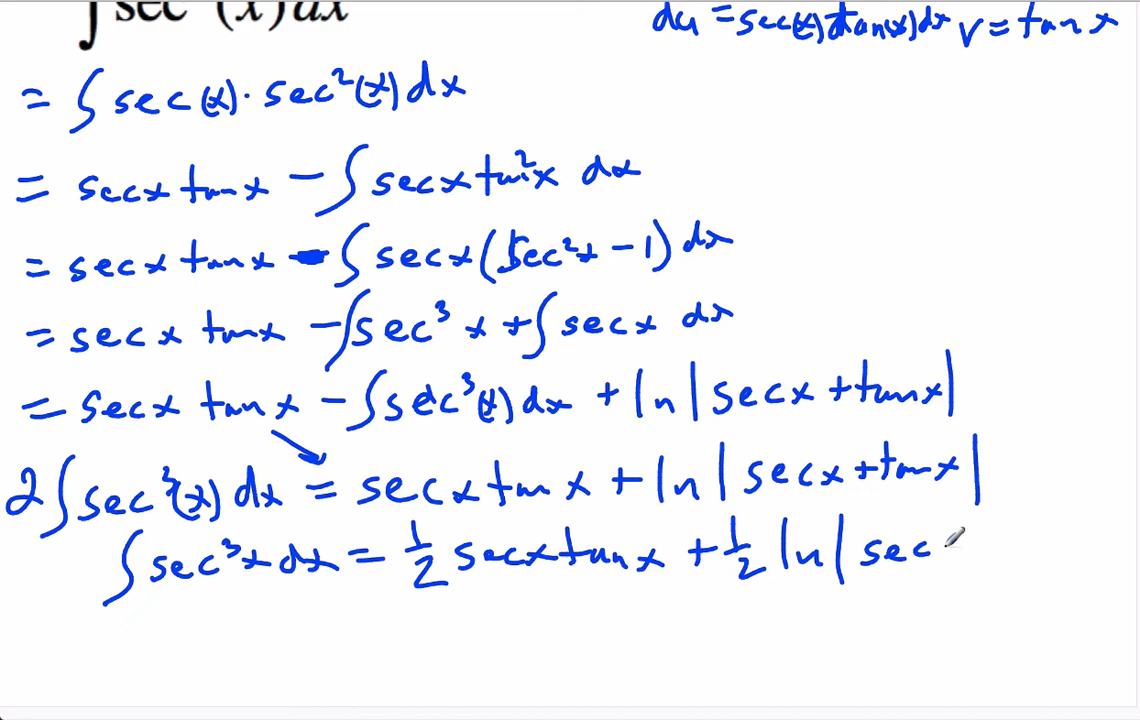 ∫ sec (x) dx
du = sec(x) tan(x) dx v = tan x
= ∫ sec (x) · sec²(x) dx
= sec x tan x − ∫ sec x tan²x dx
= sec x tan x − ∫ sec x (sec²x − 1) dx
= sec x tan x − ∫ sec³ x + ∫ sec x dx
= sec x tan x − ∫ sec³(x) dx + ln | sec x + tan x |
2 ∫ sec³(x) dx = sec x tan x + ln | sec x + tan x |
∫ sec³x dx = 1/2 sec x tan x + 1/2 ln | sec